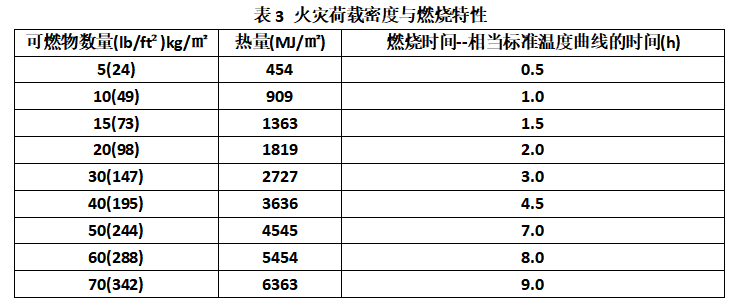 表 3 火灾荷载密度与燃烧特性
可燃物数量(lb/ft²)kg/㎡ 热量(MJ/㎡) 燃烧时间--相当标准温度曲线的时间(h)
5(24) 454 0.5
10(49) 909 1.0
15(73) 1363 1.5
20(98) 1819 2.0
30(147) 2727 3.0
40(195) 3636 4.5
50(244) 4545 7.0
60(288) 5454 8.0
70(342) 6363 9.0